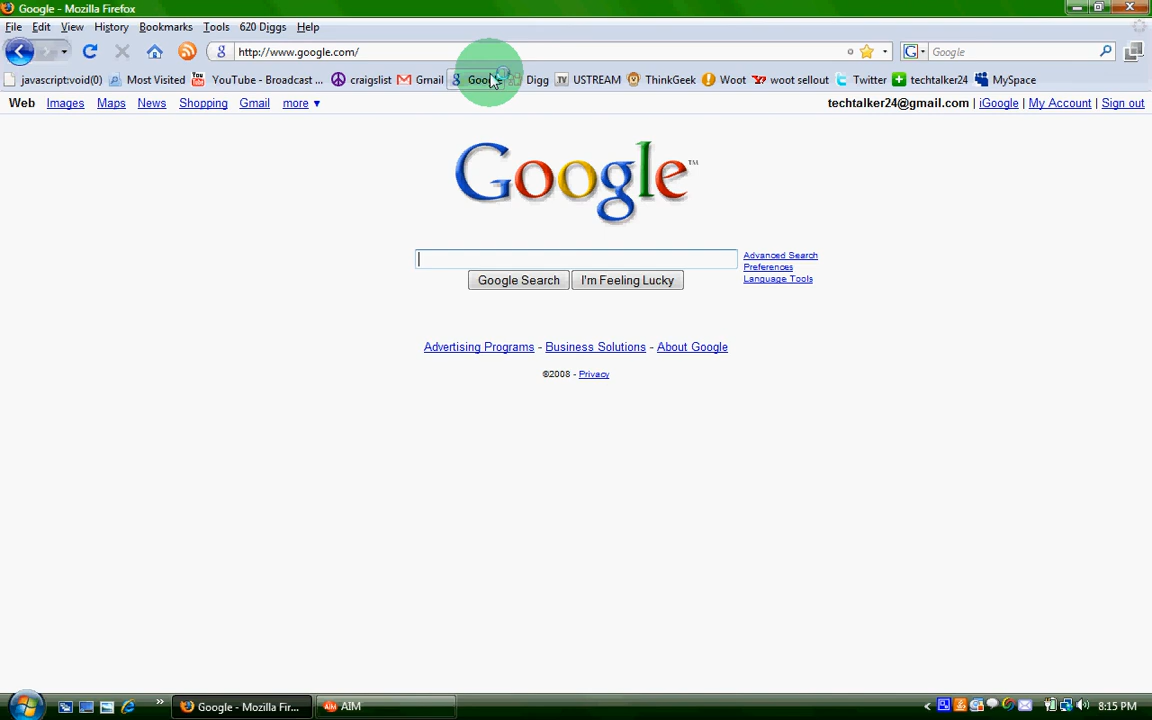 Google - Mozilla Firefox
File Edit View History Bookmarks Tools 620 Diggs Help
http://www.google.com/ Google
javascript:void(0) Most Visited YouTube - Broadcast ... craigslist Gmail Digg USTREAM ThinkGeek Woot woot sellout Twitter techtalker24 MySpace
Web Images Maps News Shopping Gmail more ▼ techtalker24@gmail.com | iGoogle | My Account | Sign out
Google™
Advanced Search
Preferences
Language Tools
Google Search I'm Feeling Lucky
Advertising Programs - Business Solutions - About Google
©2008 - Privacy
Google - Mozilla Fir... AIM 8:15 PM